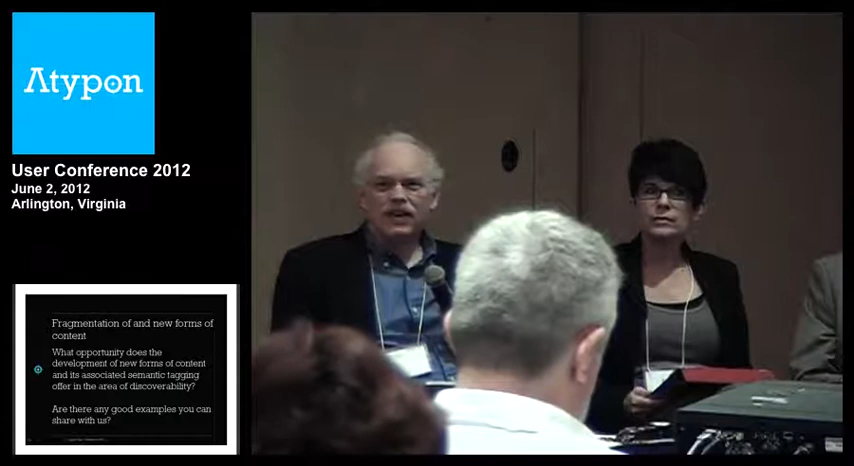 Atypon
User Conference 2012
June 2, 2012
Arlington, Virginia
Fragmentation of and new forms of
content
What opportunity does the
development of new forms of content
and its associated semantic tagging
offer in the area of discoverability?
Are there any good examples you can
share with us?